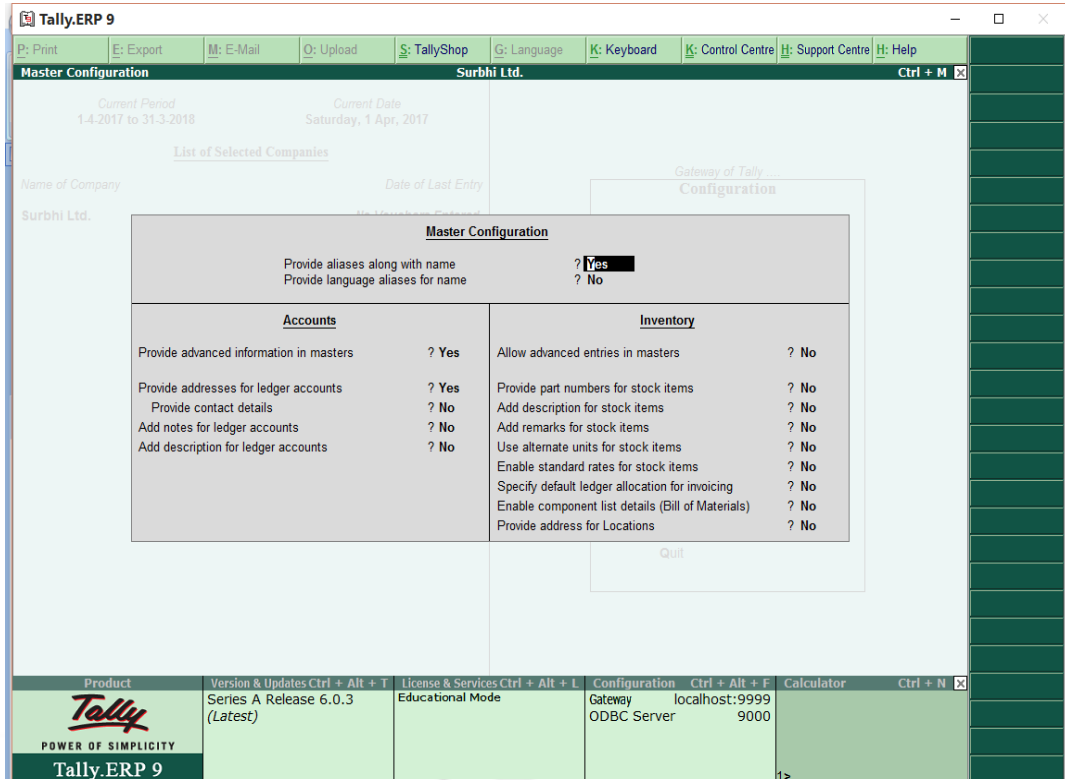 Tally.ERP 9
P: Print E: Export M: E-Mail O: Upload S: TallyShop G: Language K: Keyboard K: Control Centre H: Support Centre H: Help
Master Configuration Surbhi Ltd. Ctrl + M
Current Period Current Date
1-4-2017 to 31-3-2018 Saturday, 1 Apr, 2017
List of Selected Companies
Gateway of Tally ....
Name of Company Date of Last Entry Configuration
Surbhi Ltd. No Vouchers Entered
Master Configuration
Provide aliases along with name ? Yes
Provide language aliases for name ? No
Accounts
Provide advanced information in masters ? Yes
Provide addresses for ledger accounts ? Yes
Provide contact details ? No
Add notes for ledger accounts ? No
Add description for ledger accounts ? No
Inventory
Allow advanced entries in masters ? No
Provide part numbers for stock items ? No
Add description for stock items ? No
Add remarks for stock items ? No
Use alternate units for stock items ? No
Enable standard rates for stock items ? No
Specify default ledger allocation for invoicing ? No
Enable component list details (Bill of Materials) ? No
Provide address for Locations ? No
Quit
Product Version & Updates Ctrl + Alt + T License & Services Ctrl + Alt + L Configuration Ctrl + Alt + F Calculator Ctrl + N
Tally
POWER OF SIMPLICITY
Tally.ERP 9
Series A Release 6.0.3
(Latest)
Educational Mode
Gateway localhost:9999
ODBC Server 9000
1>